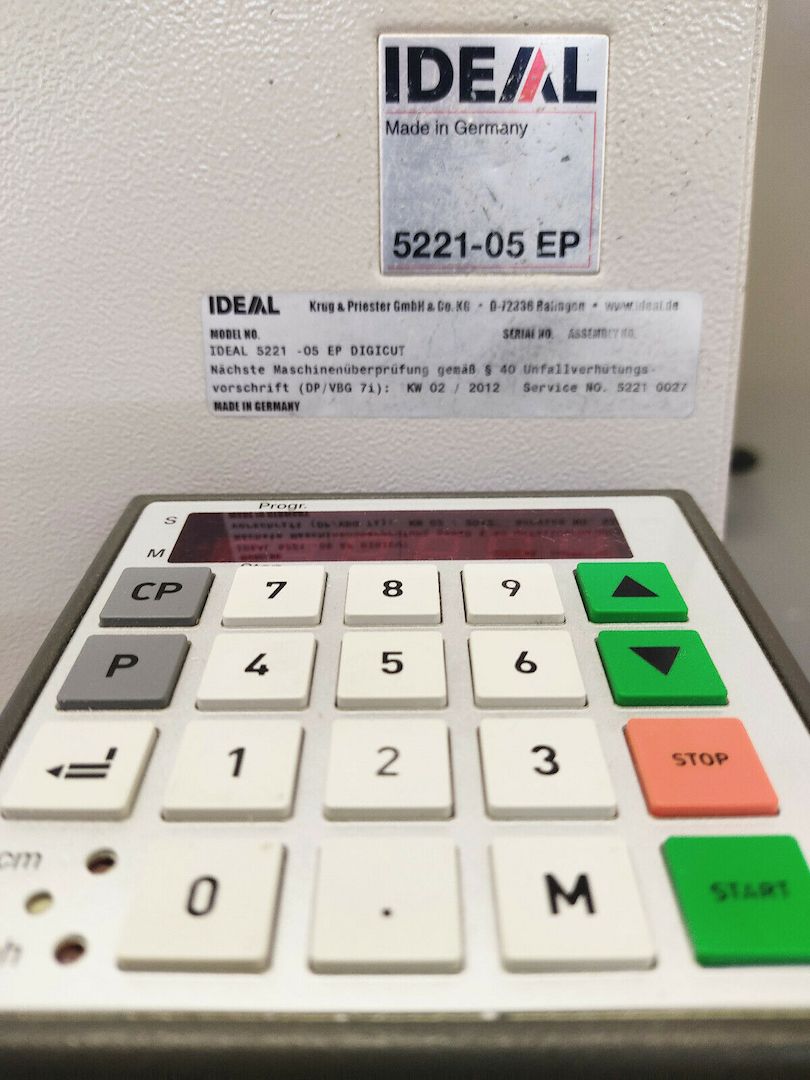 IDEAL
Made in Germany
5221-05 EP
IDEAL Krug & Priester GmbH & Co. KG · D-72336 Balingen · www.ideal.de
MODEL NO. SERIAL NO. ASSEMBLY NO.
IDEAL 5221 -05 EP DIGICUT
Nächste Maschinenüberprüfung gemäß § 40 Unfallverhütungs-
vorschrift (DP/VBG 7i): KW 02 / 2012 Service NO. 5221 0027
MADE IN GERMANY
Progr.
S
M
CP 7 8 9
P 4 5 6
1 2 3 STOP
0 . M START
cm